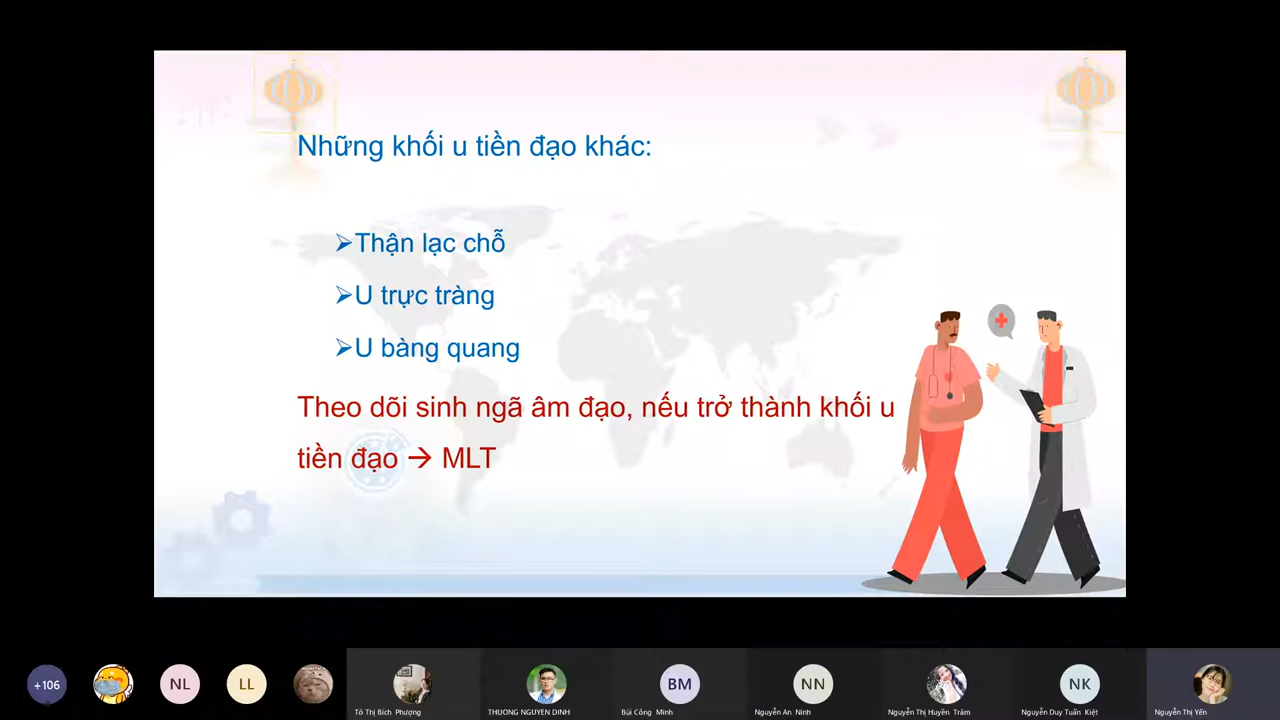 Những khối u tiền đạo khác:
➢Thận lạc chỗ
➢U trực tràng
➢U bàng quang
Theo dõi sinh ngã âm đạo, nếu trở thành khối u
tiền đạo → MLT
+106
NL
LL
BM
NN
NK
Tô Thị Bích Phượng
THUONG NGUYEN DINH
Bùi Công Minh
Nguyễn An Ninh
Nguyễn Thị Huyền Trâm
Nguyễn Duy Tuấn Kiệt
Nguyễn Thị Yến